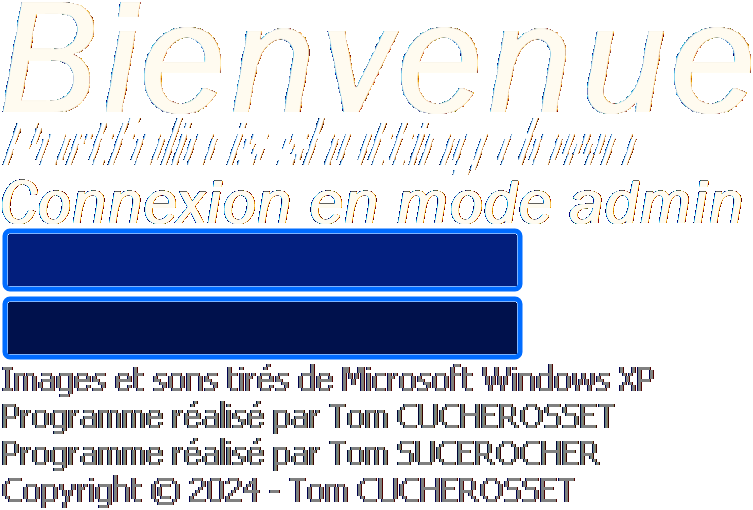 Bienvenue
Connexion en mode admin
Images et sons tirés de Microsoft Windows XP
Programme réalisé par Tom CUCHEROSSET
Programme réalisé par Tom SUCEROCHER
Copyright © 2024 - Tom CUCHEROSSET